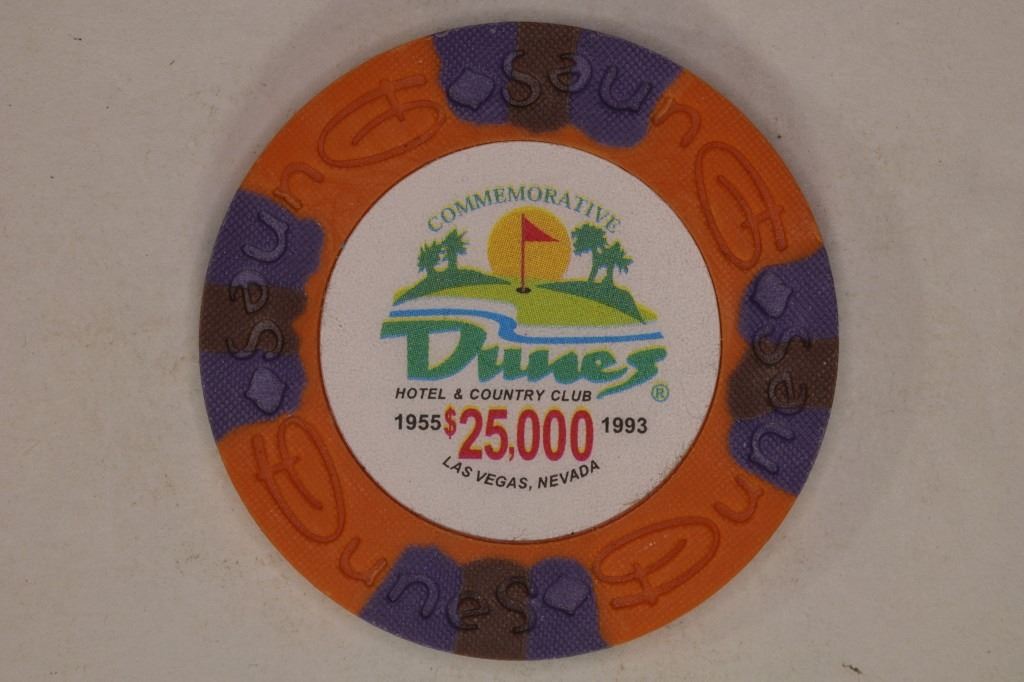 COMMEMORATIVE
Dunes®
HOTEL & COUNTRY CLUB
1955 $25,000 1993
LAS VEGAS, NEVADA
Dunes
Dunes
Dunes
Dunes